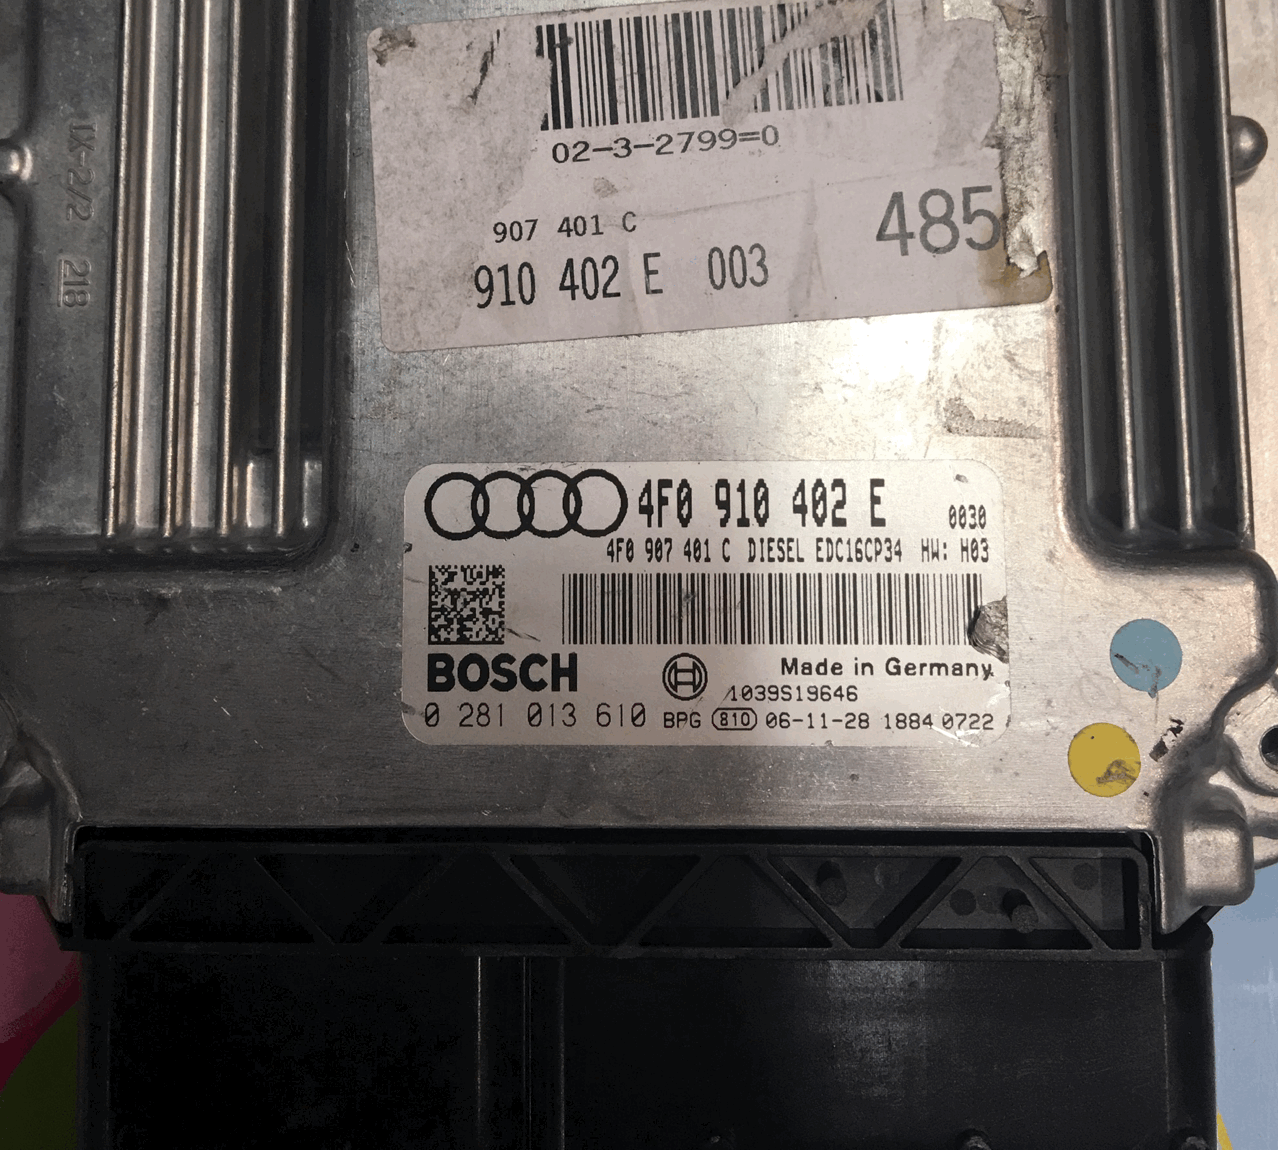 02-3-2799=0
907 401 C
910 402 E 003 485
IX-2/2 218
4F0 910 402 E 0030
4F0 907 401 C DIESEL EDC16CP34 HW: H03
BOSCH
Made in Germany
1039S19646
0 281 013 610 BPG 810 06-11-28 1884 0722